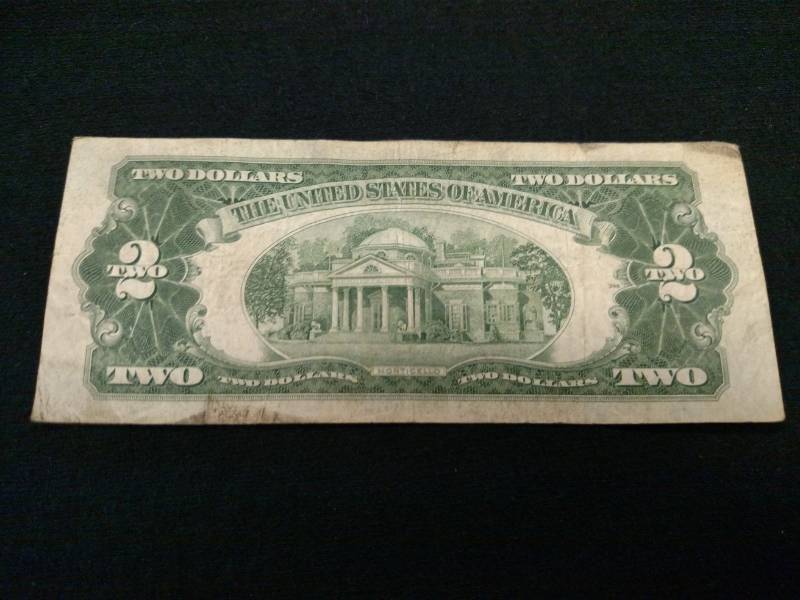 TWO DOLLARS TWO DOLLARS
THE UNITED STATES OF AMERICA
2 2
TWO TWO
MONTICELLO
TWO TWO DOLLARS TWO DOLLARS TWO